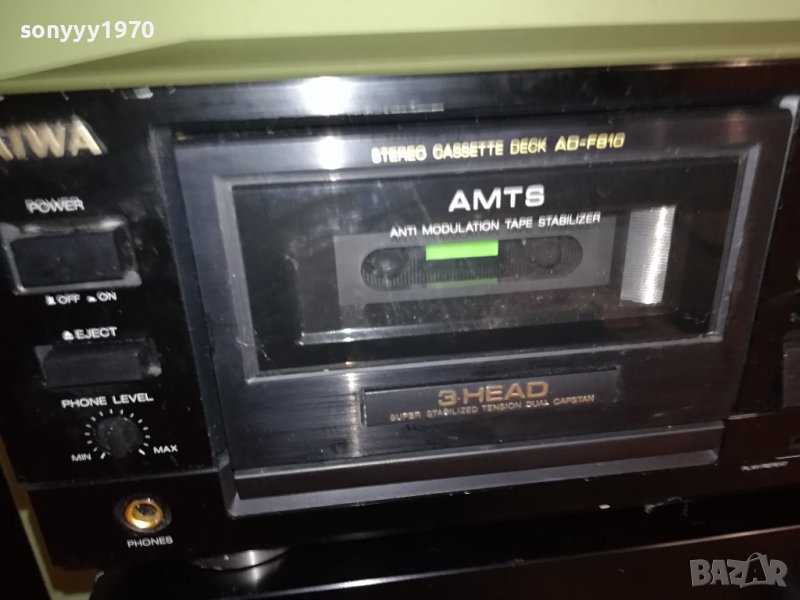 sonyyy1970
AIWA
STEREO CASSETTE DECK AD-F810
POWER
AMTS
ANTI MODULATION TAPE STABILIZER
OFF ON
EJECT
3-HEAD
SUPER STABILIZED TENSION DUAL CAPSTAN
PHONE LEVEL
MIN MAX
PHONES
BAZAR